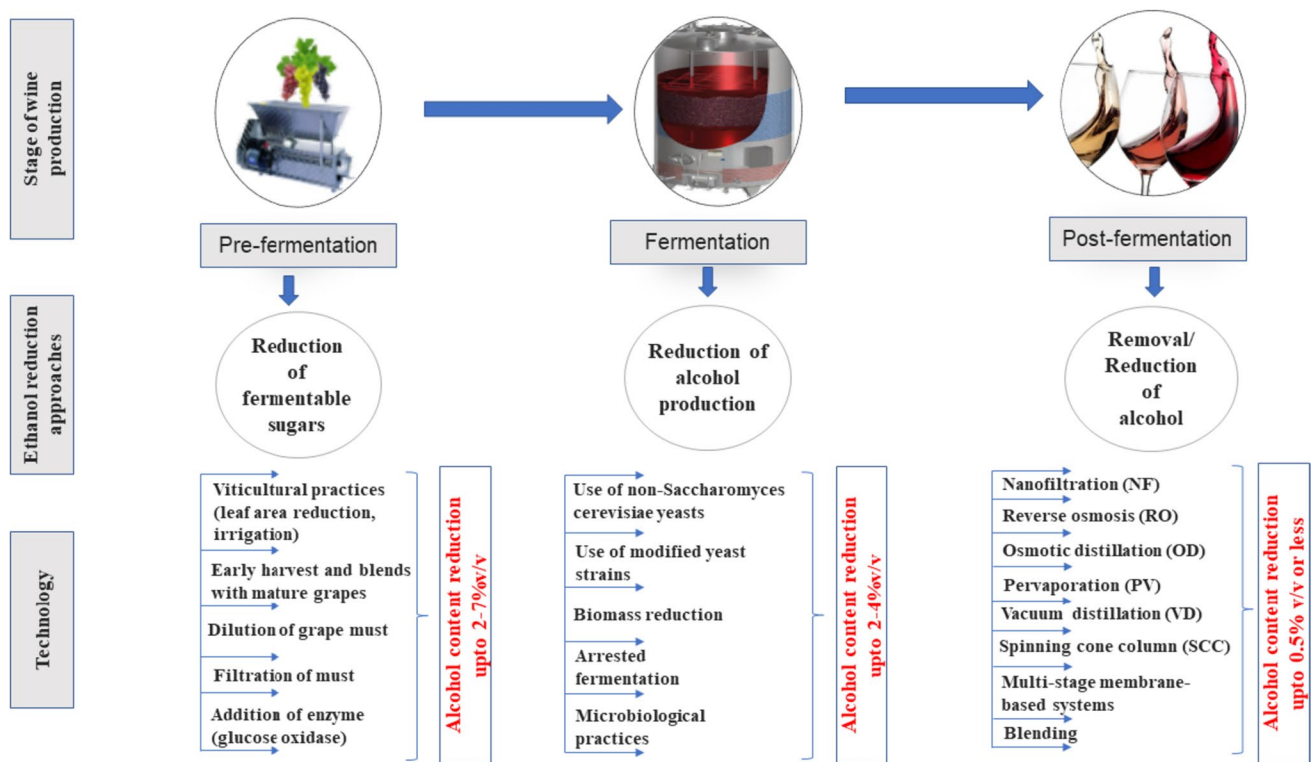 Stage of wine
production
Pre-fermentation
Fermentation
Post-fermentation
Ethanol reduction
approaches
Reduction
of
fermentable
sugars
Reduction of
alcohol
production
Removal/
Reduction
of
alcohol
Technology
Viticultural practices
(leaf area reduction,
irrigation)
Early harvest and blends
with mature grapes
Dilution of grape must
Filtration of must
Addition of enzyme
(glucose oxidase)
Alcohol content reduction
upto 2-7%v/v
Use of non-Saccharomyces
cerevisiae yeasts
Use of modified yeast
strains
Biomass reduction
Arrested
fermentation
Microbiological
practices
Alcohol content reduction
upto 2-4%v/v
Nanofiltration (NF)
Reverse osmosis (RO)
Osmotic distillation (OD)
Pervaporation (PV)
Vacuum distillation (VD)
Spinning cone column (SCC)
Multi-stage membrane-
based systems
Blending
Alcohol content reduction
upto 0.5% v/v or less